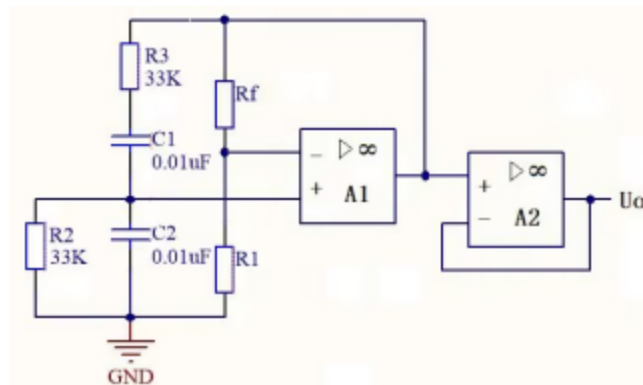 R3
33K
Rf
C1
0.01uF
− ▷∞
+
A1
+ ▷∞
−
A2
Uo
R2
33K
C2
0.01uF
R1
GND